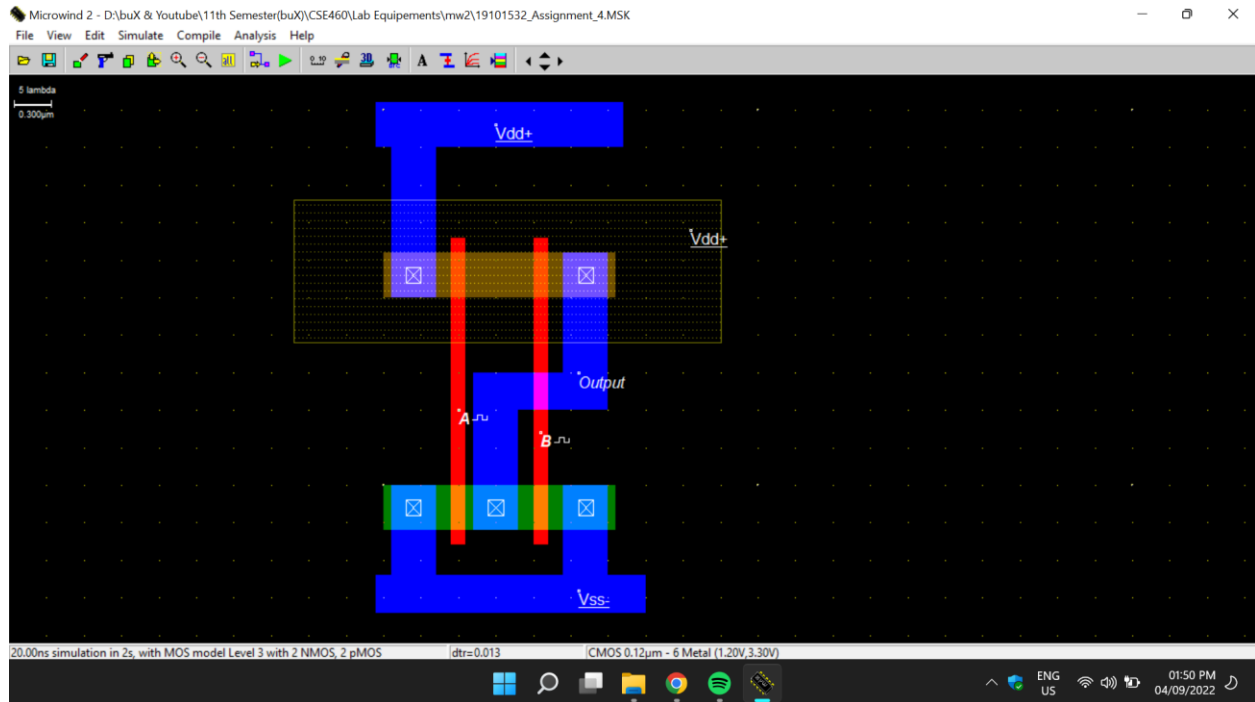 Microwind 2 - D:\buX & Youtube\11th Semester(buX)\CSE460\Lab Equipements\mw2\19101532_Assignment_4.MSK
File View Edit Simulate Compile Analysis Help
5 lambda
0.300µm
Vdd+
Vdd+
Output
A
B
Vss-
20.00ns simulation in 2s, with MOS model Level 3 with 2 NMOS, 2 pMOS dtr=0.013 CMOS 0.12µm - 6 Metal (1.20V,3.30V)
ENG
US
01:50 PM
04/09/2022